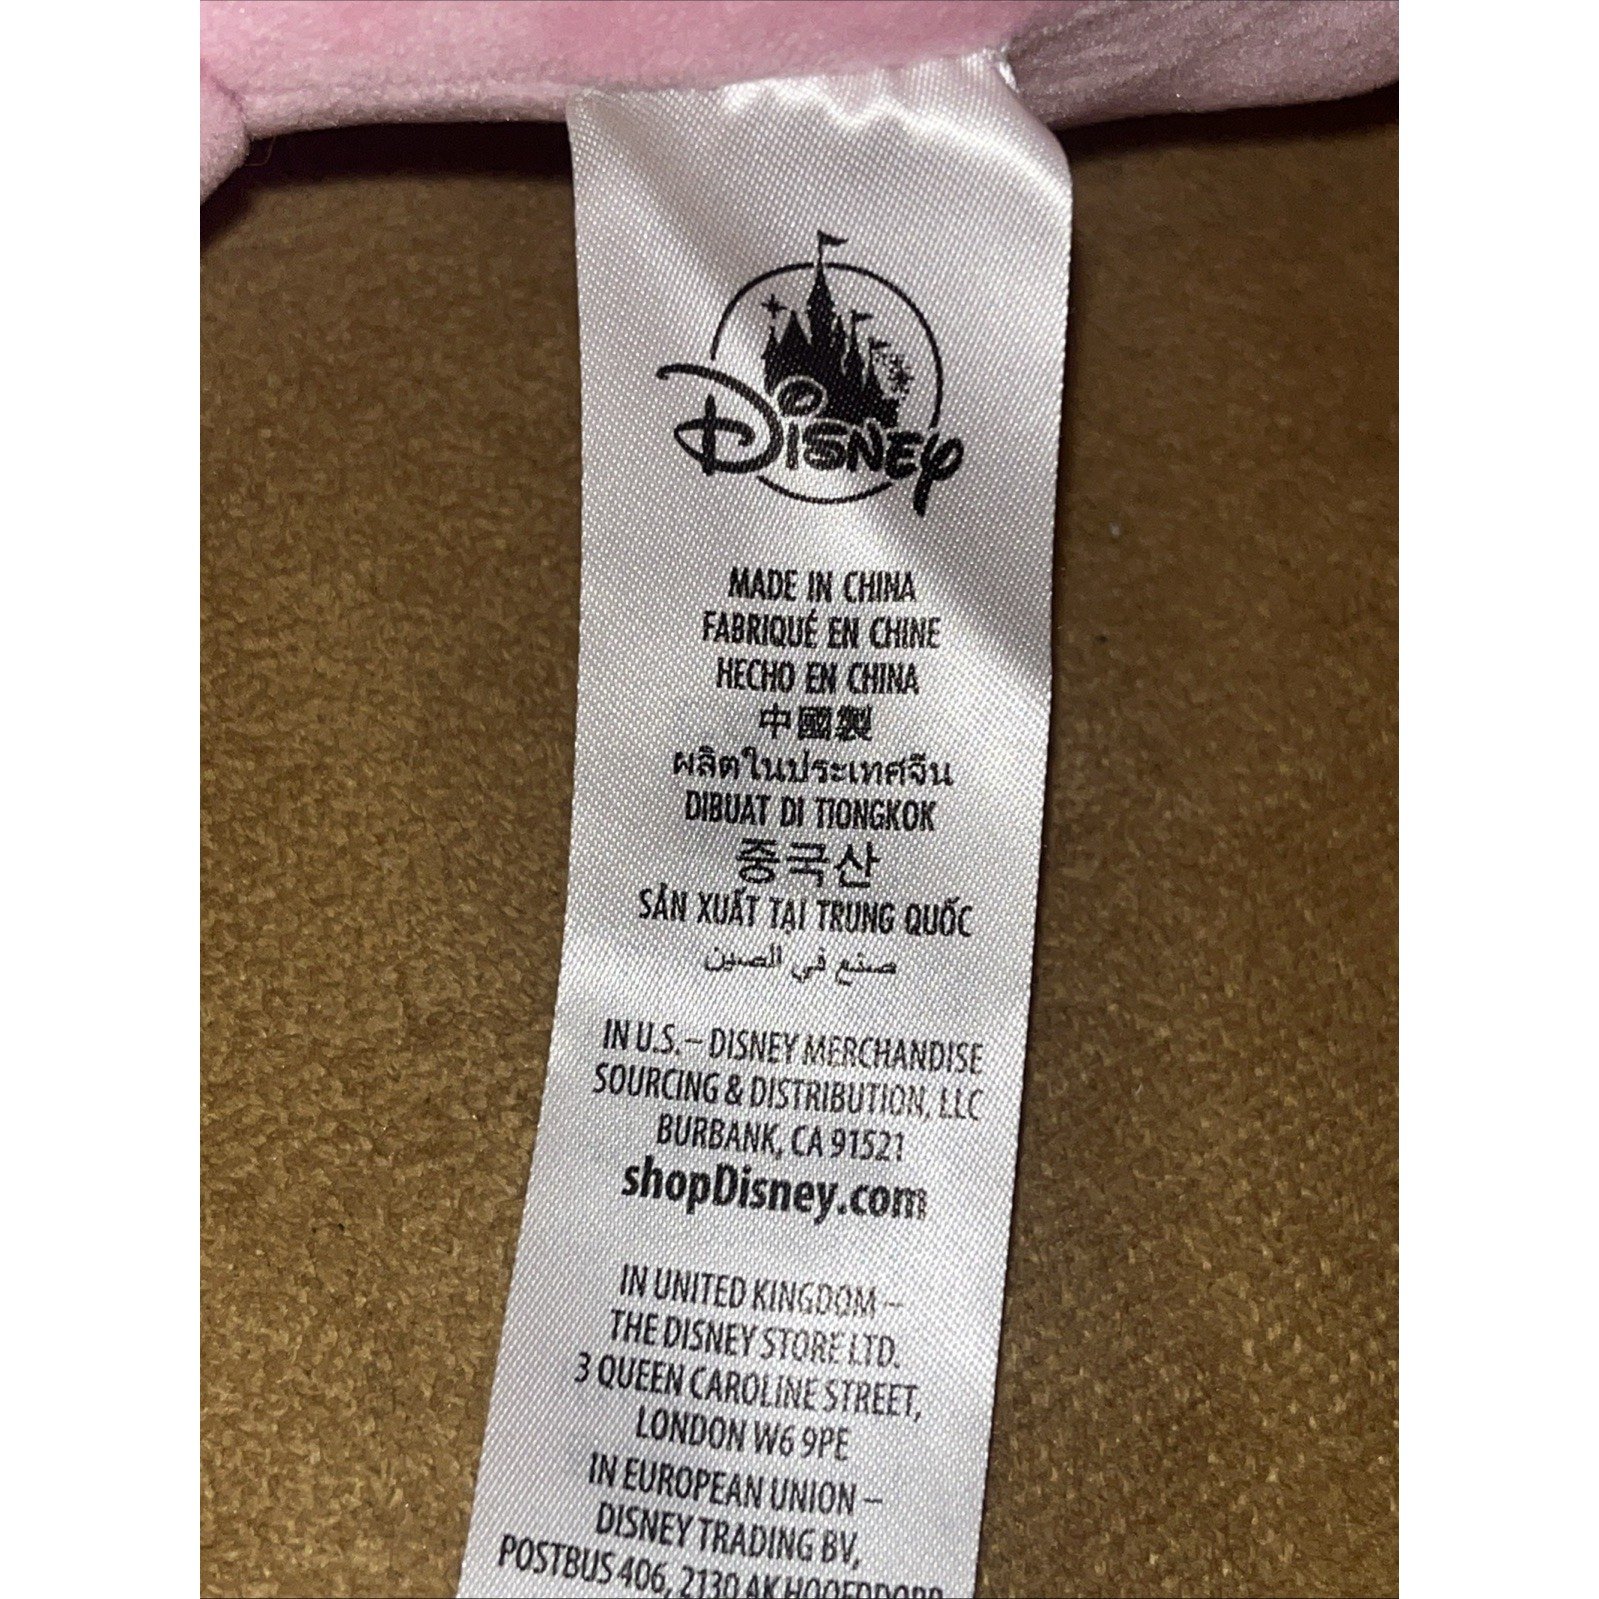 Disney
MADE IN CHINA
FABRIQUÉ EN CHINE
HECHO EN CHINA
中國製
ผลิตในประเทศจีน
DIBUAT DI TIONGKOK
중국산
SẢN XUẤT TẠI TRUNG QUỐC
صنع في الصين
IN U.S. – DISNEY MERCHANDISE
SOURCING & DISTRIBUTION, LLC
BURBANK, CA 91521
shopDisney.com
IN UNITED KINGDOM –
THE DISNEY STORE LTD.
3 QUEEN CAROLINE STREET,
LONDON W6 9PE
IN EUROPEAN UNION –
DISNEY TRADING BV,
POSTBUS 406, 2130 AK HOOFDDORP